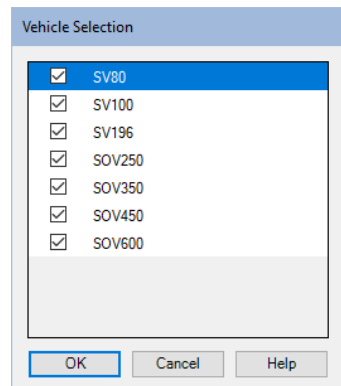 Vehicle Selection
SV80
SV100
SV196
SOV250
SOV350
SOV450
SOV600
OK Cancel Help